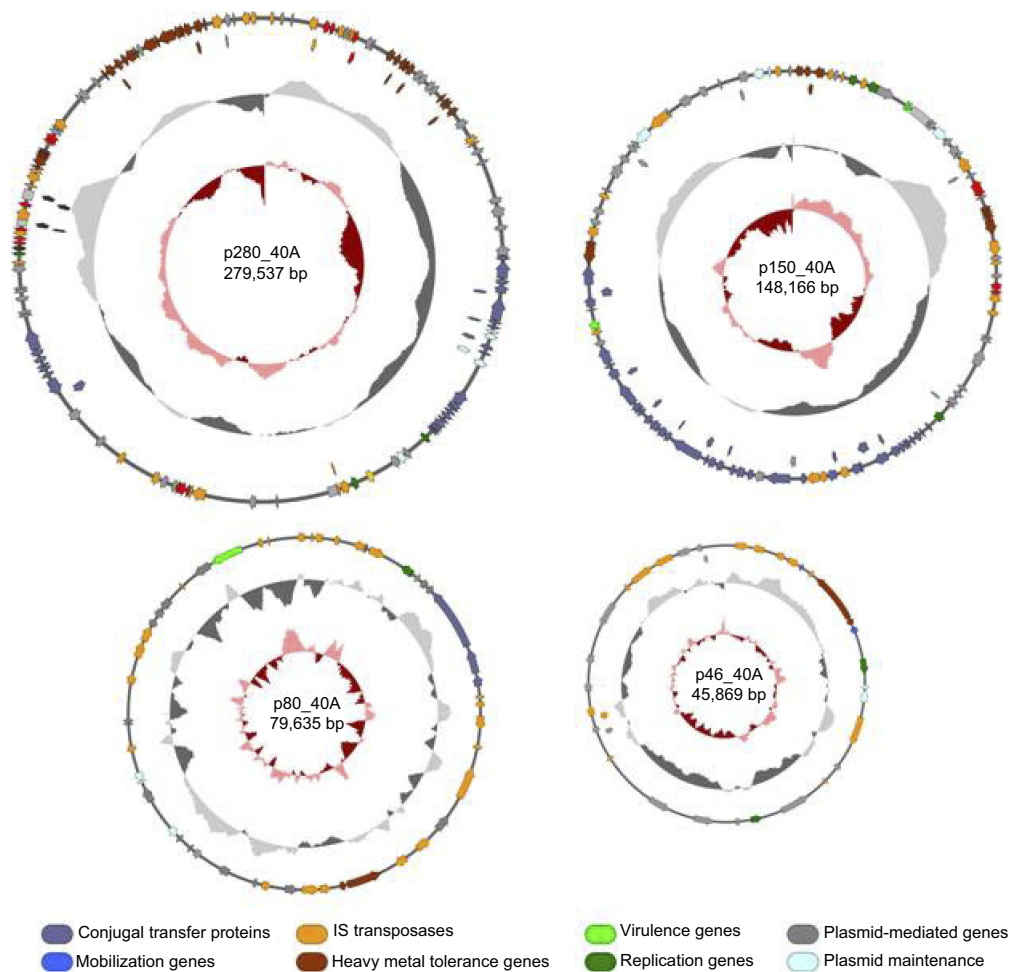 p280_40A
279,537 bp
p150_40A
148,166 bp
p80_40A
79,635 bp
p46_40A
45,869 bp
Conjugal transfer proteins
IS transposases
Virulence genes
Plasmid-mediated genes
Mobilization genes
Heavy metal tolerance genes
Replication genes
Plasmid maintenance